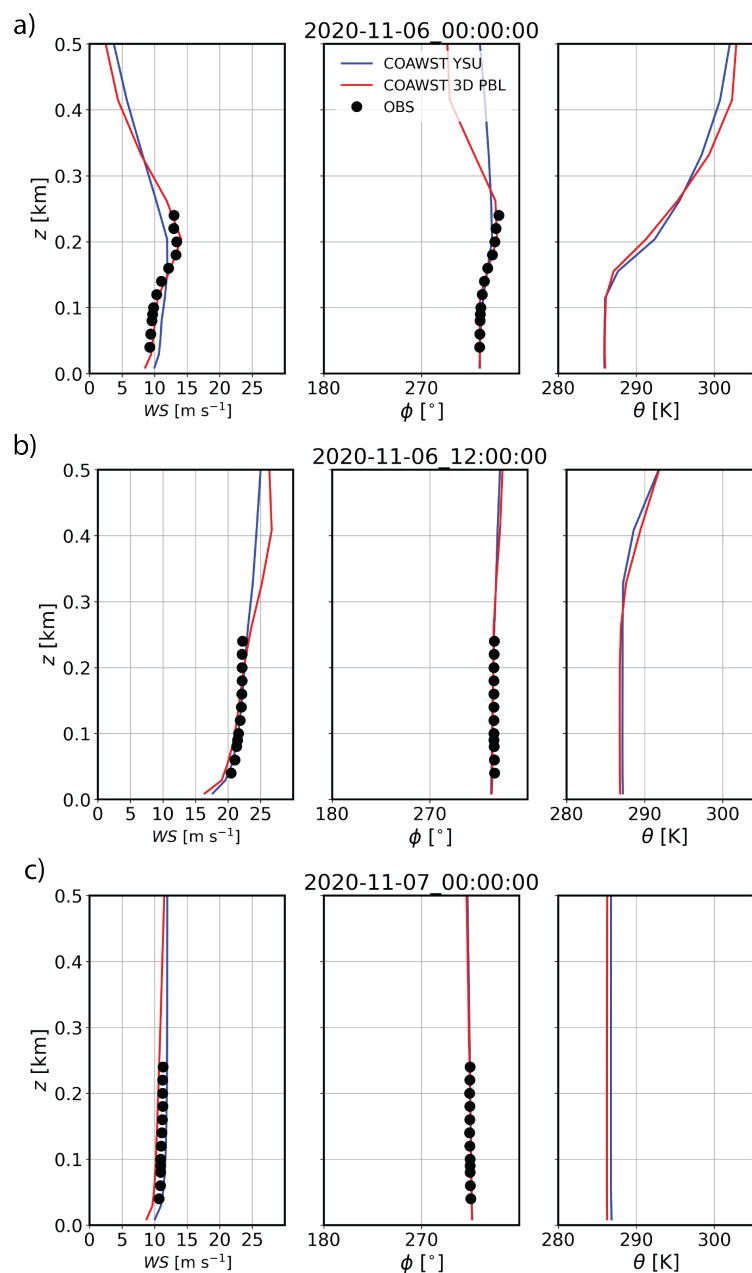 a)
2020-11-06_00:00:00
COAWST YSU
COAWST 3D PBL
OBS
0.5
0.4
0.3
0.2
0.1
0.0
z [km]
0 5 10 15 20 25
WS [m s⁻¹]
180 270
ϕ [°]
280 290 300
θ [K]
b)
2020-11-06_12:00:00
0.5
0.4
0.3
0.2
0.1
0.0
z [km]
0 5 10 15 20 25
WS [m s⁻¹]
180 270
ϕ [°]
280 290 300
θ [K]
c)
2020-11-07_00:00:00
0.5
0.4
0.3
0.2
0.1
0.0
z [km]
0 5 10 15 20 25
WS [m s⁻¹]
180 270
ϕ [°]
280 290 300
θ [K]